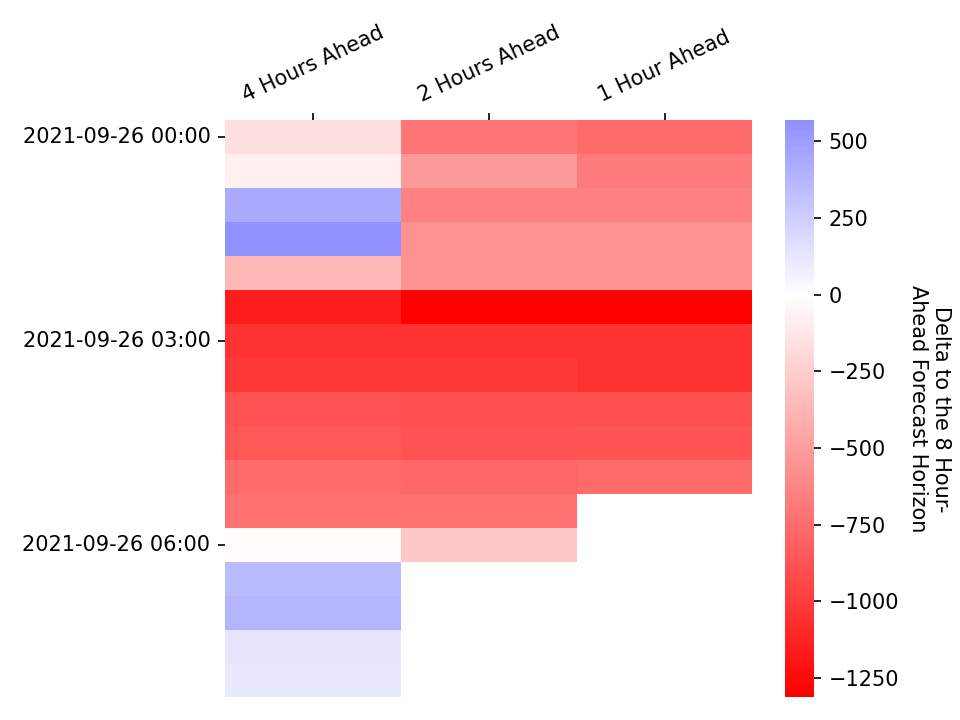 4 Hours Ahead
2 Hours Ahead
1 Hour Ahead
2021-09-26 00:00
2021-09-26 03:00
2021-09-26 06:00
500
250
0
−250
−500
−750
−1000
−1250
Delta to the 8 Hour-
Ahead Forecast Horizon